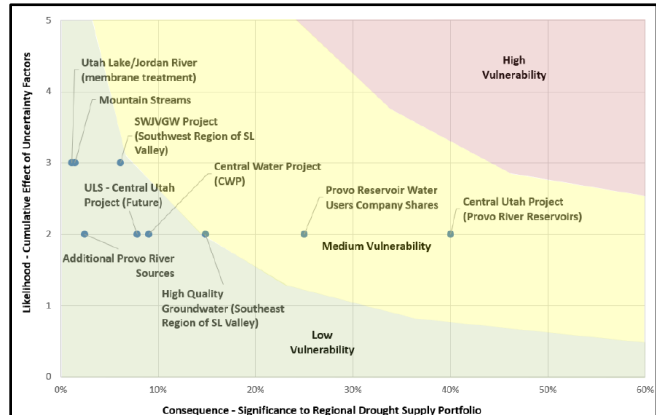 5
4
3
2
1
0
Likelihood - Cumulative Effect of Uncertainty Factors
Utah Lake/Jordan River
(membrane treatment)
Mountain Streams
SWJVGW Project
(Southwest Region of SL
Valley)
High
Vulnerability
ULS - Central Utah
Project (Future)
Central Water Project
(CWP)
Provo Reservoir Water
Users Company Shares
Central Utah Project
(Provo River Reservoirs)
Medium Vulnerability
Additional Provo River
Sources
High Quality
Groundwater (Southeast
Region of SL Valley)
Low
Vulnerability
0%
10%
20%
30%
40%
50%
60%
Consequence - Significance to Regional Drought Supply Portfolio